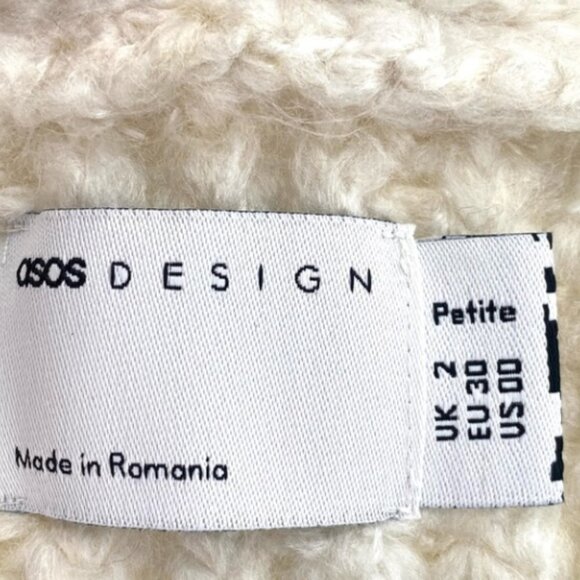 asos DESIGN
Made in Romania
Petite
UK 2
EU 30
US 00